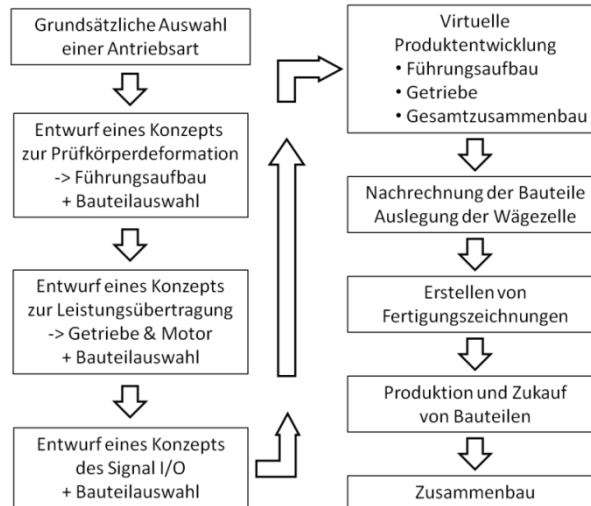 Grundsätzliche Auswahl
einer Antriebsart
Entwurf eines Konzepts
zur Prüfkörperdeformation
-> Führungsaufbau
+ Bauteilauswahl
Entwurf eines Konzepts
zur Leistungsübertragung
-> Getriebe & Motor
+ Bauteilauswahl
Entwurf eines Konzepts
des Signal I/O
+ Bauteilauswahl
Virtuelle
Produktentwicklung
• Führungsaufbau
• Getriebe
• Gesamtzusammenbau
Nachrechnung der Bauteile
Auslegung der Wägezelle
Erstellen von
Fertigungszeichnungen
Produktion und Zukauf
von Bauteilen
Zusammenbau